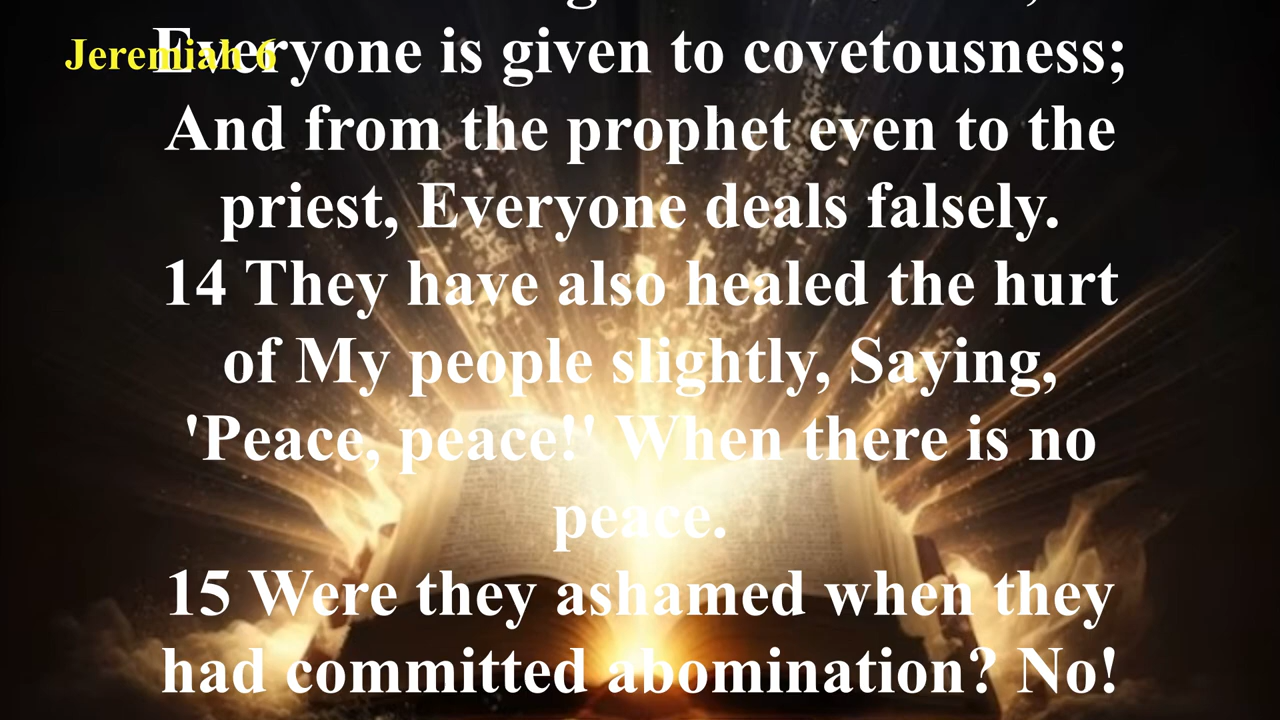 Jeremiah 6
Everyone is given to covetousness;
And from the prophet even to the
priest, Everyone deals falsely.
14 They have also healed the hurt
of My people slightly, Saying,
'Peace, peace!' When there is no
peace.
15 Were they ashamed when they
had committed abomination? No!